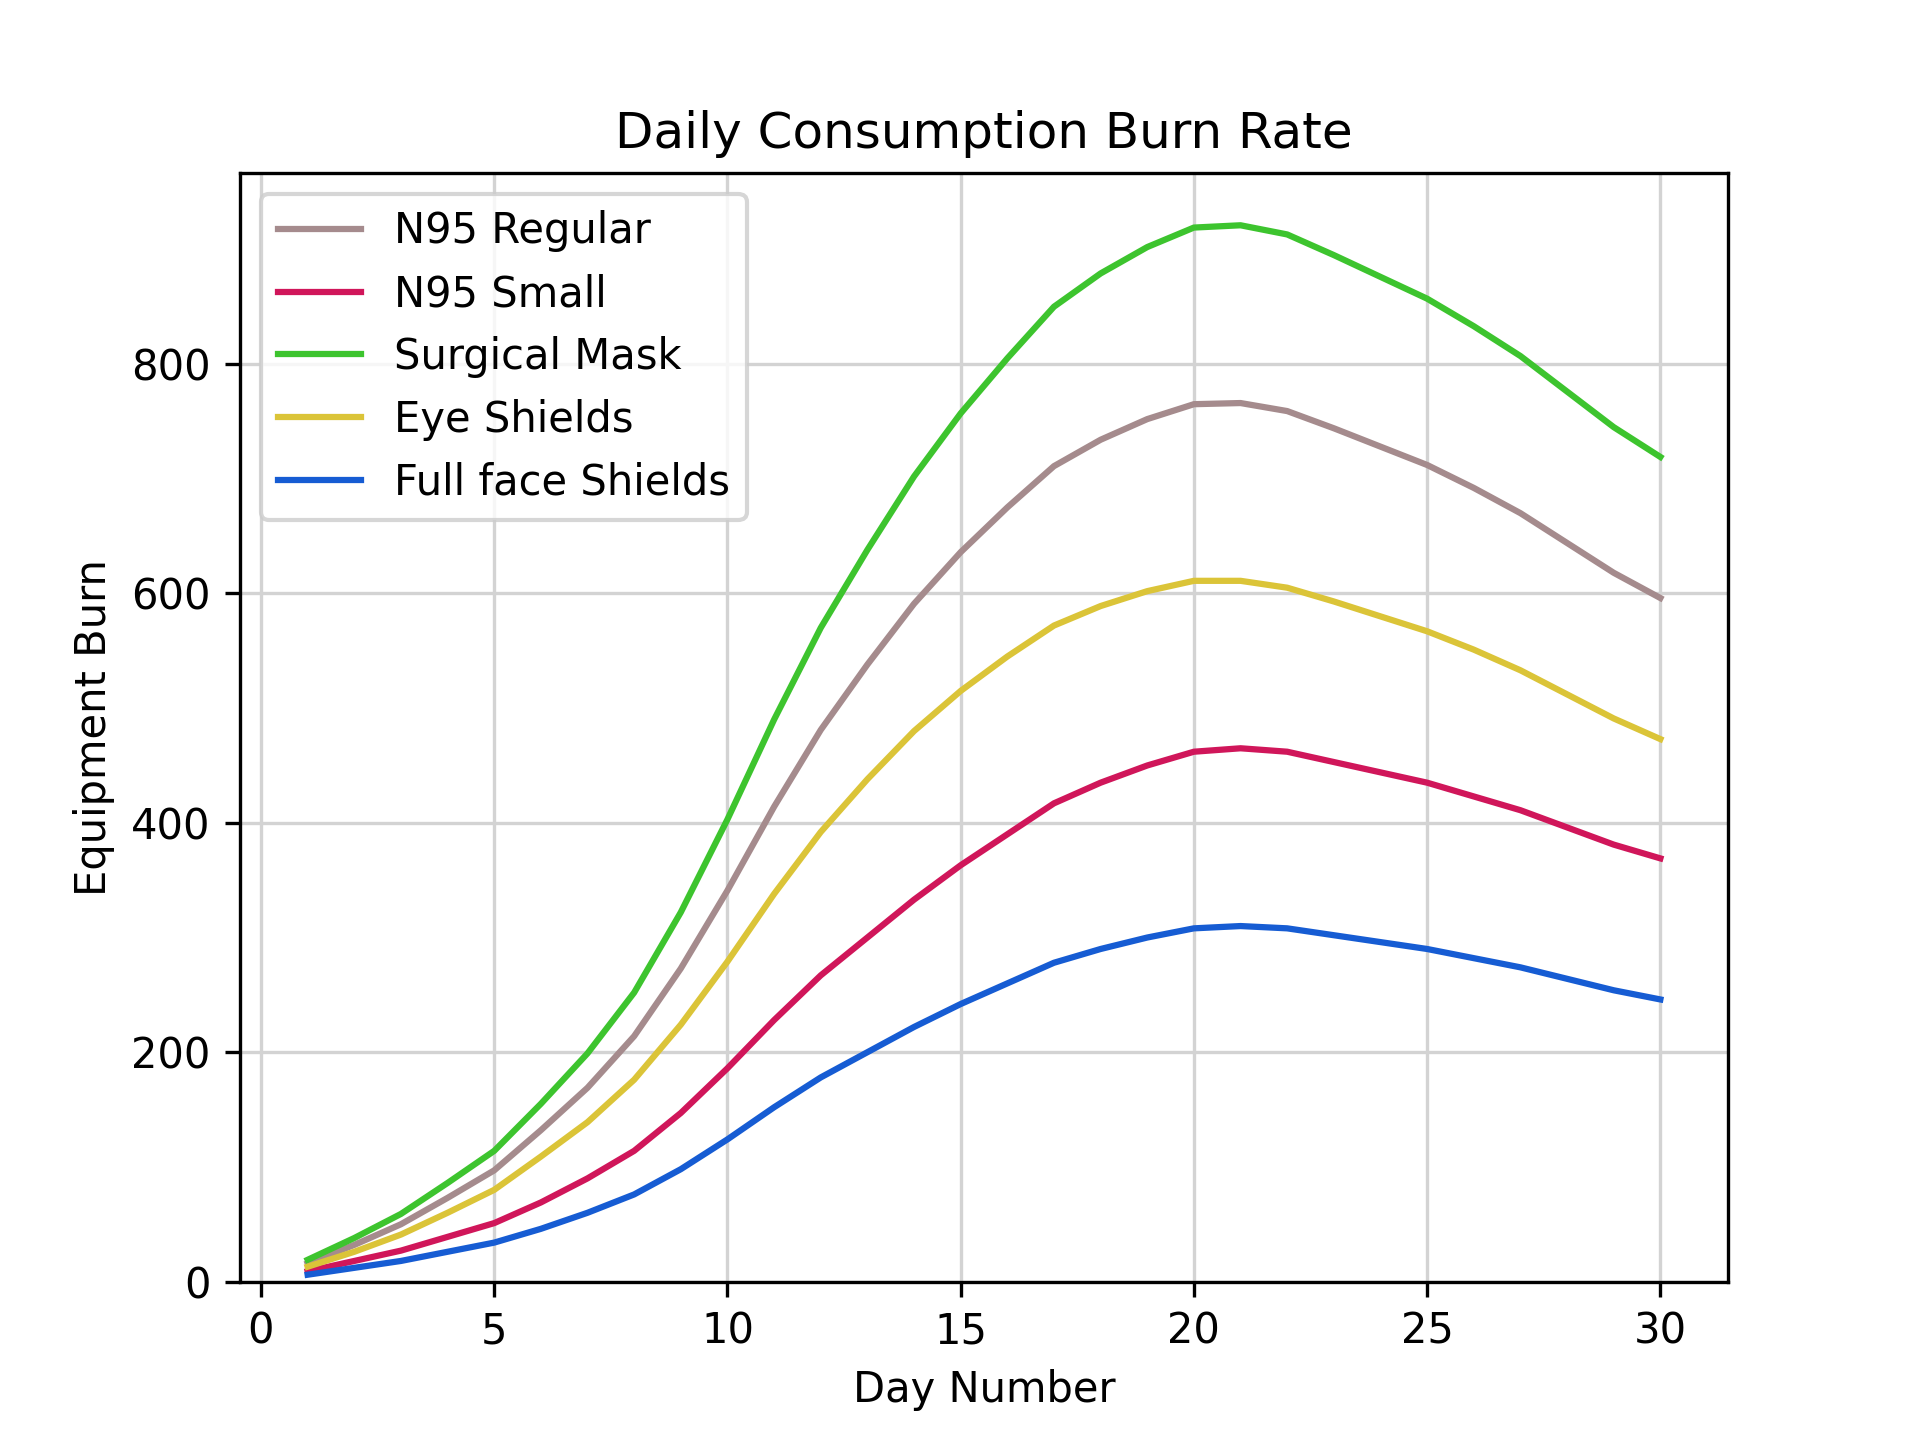 Daily Consumption Burn Rate
N95 Regular
N95 Small
Surgical Mask
Eye Shields
Full face Shields
Equipment Burn
800
600
400
200
0
0 5 10 15 20 25 30
Day Number